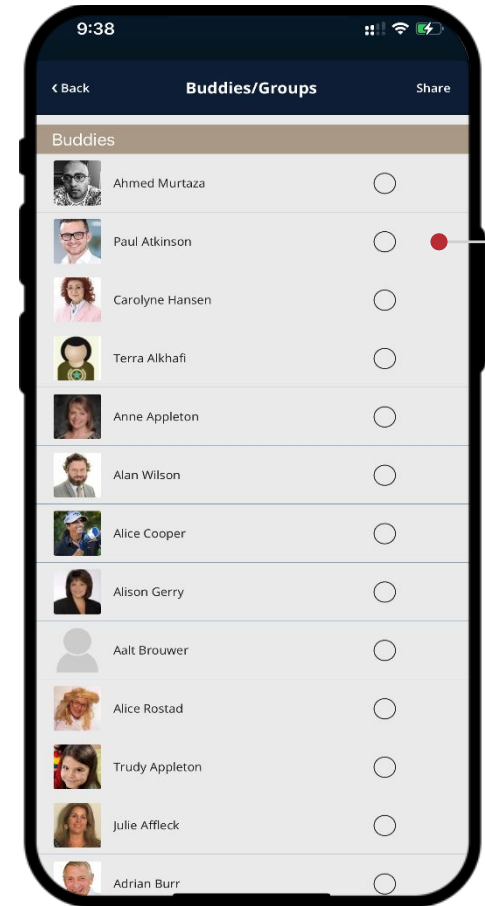 9:38
Back Buddies/Groups Share
Buddies
Ahmed Murtaza
Paul Atkinson
Carolyne Hansen
Terra Alkhafi
Anne Appleton
Alan Wilson
Alice Cooper
Alison Gerry
Aalt Brouwer
Alice Rostad
Trudy Appleton
Julie Affleck
Adrian Burr